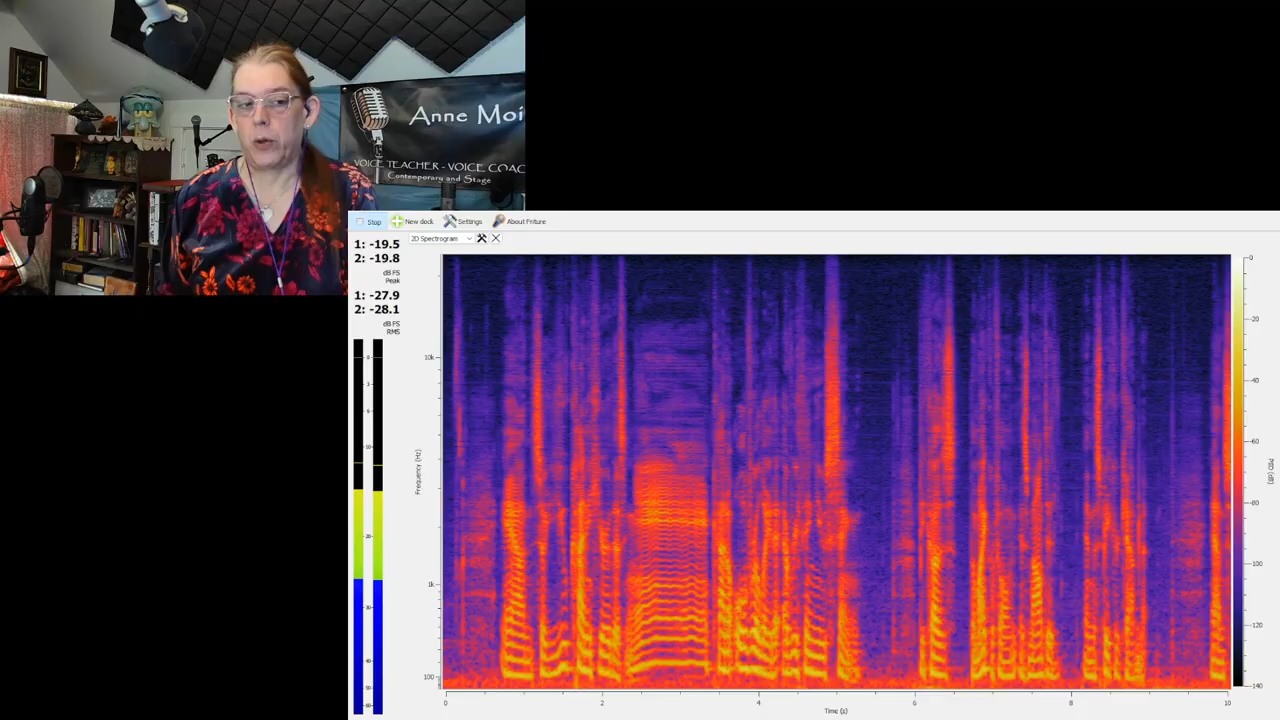 Anne Moi
VOICE TEACHER - VOICE COAC
Contemporary and Stage
Stop
New dock
Settings
About Friture
1: -19.5
2: -19.8
dB FS
Peak
1: -27.9
2: -28.1
dB FS
RMS
2D Spectrogram
Frequency (Hz)
10k
1k
100
0
2
4
6
8
10
Time (s)
0
-20
-40
-60
-80
-100
-120
-140
PSD (dB)